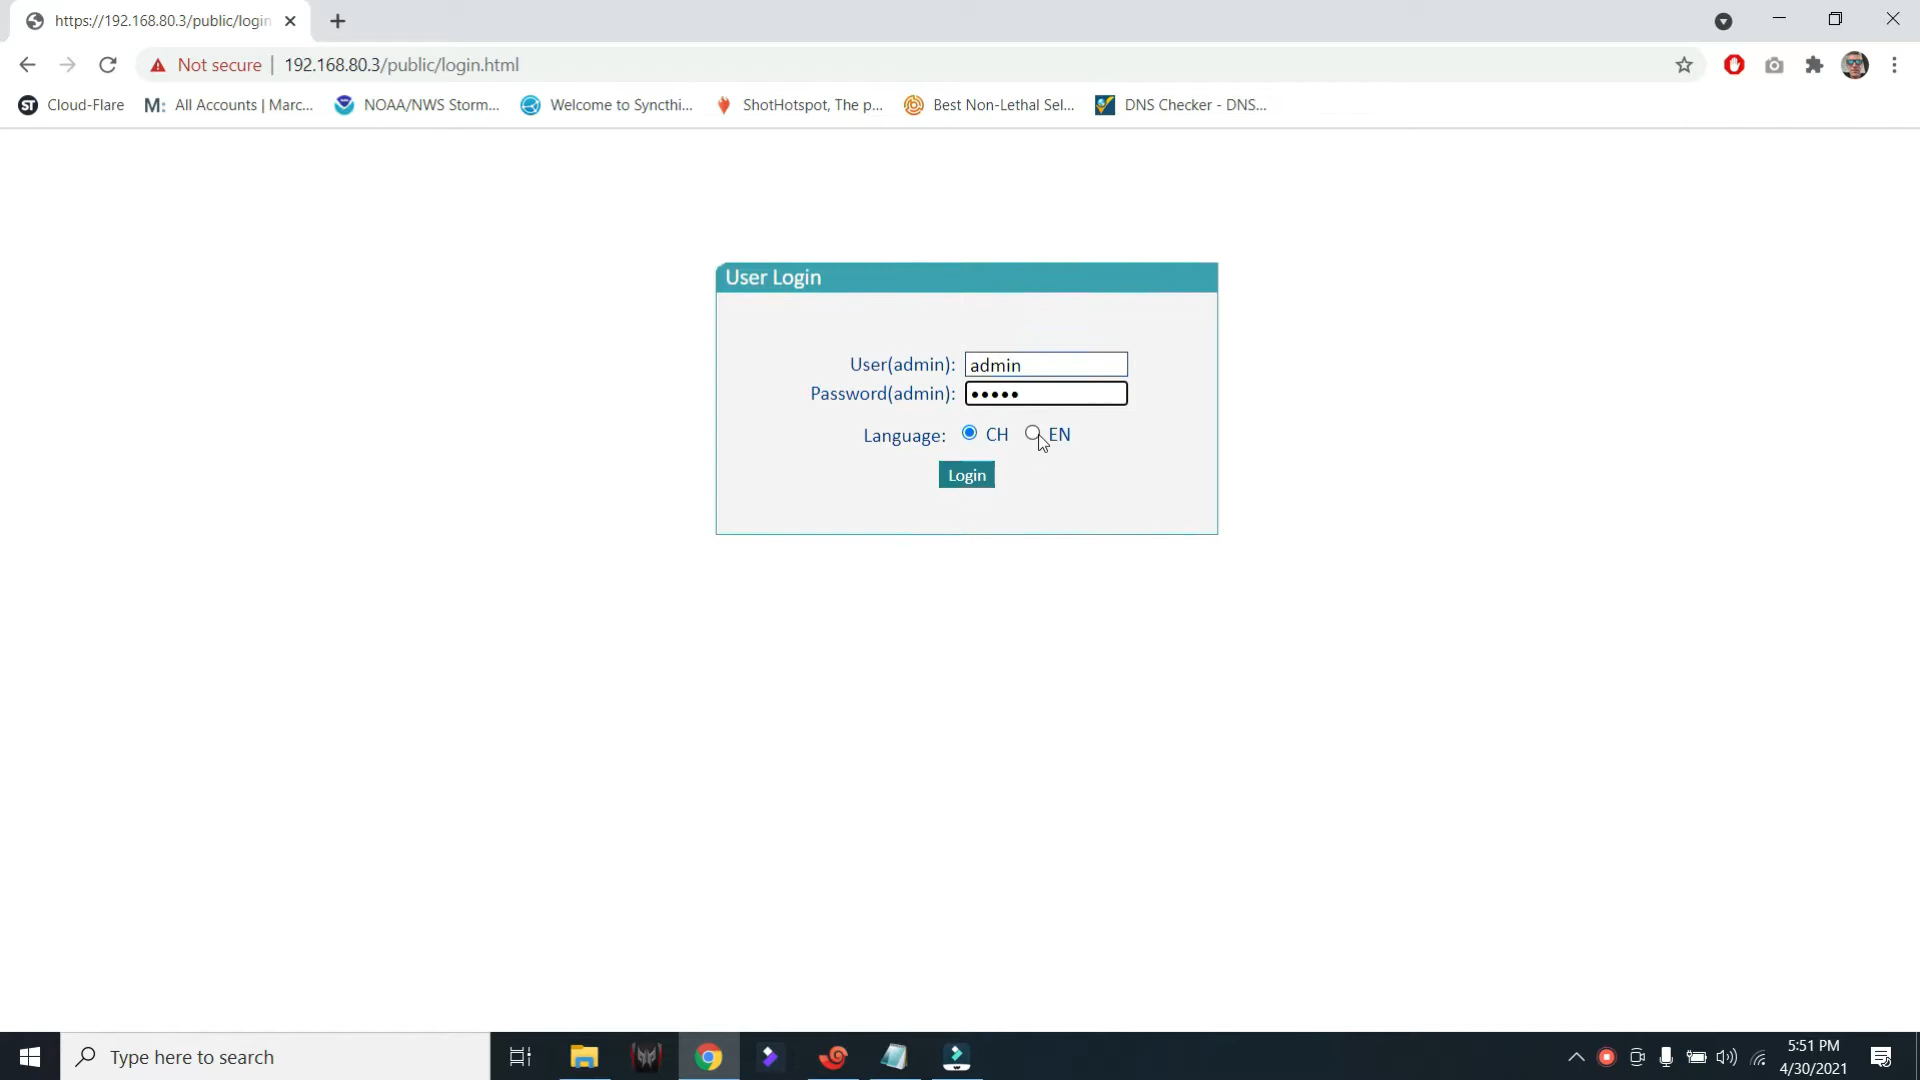 https://192.168.80.3/public/login
Not secure | 192.168.80.3/public/login.html
ST Cloud-Flare M: All Accounts | Marc... NOAA/NWS Storm... Welcome to Syncthi... ShotHotspot, The p... Best Non-Lethal Sel... DNS Checker - DNS...
User Login
User(admin): admin
Password(admin): •••••
Language: CH EN
Login
Type here to search
5:51 PM
4/30/2021